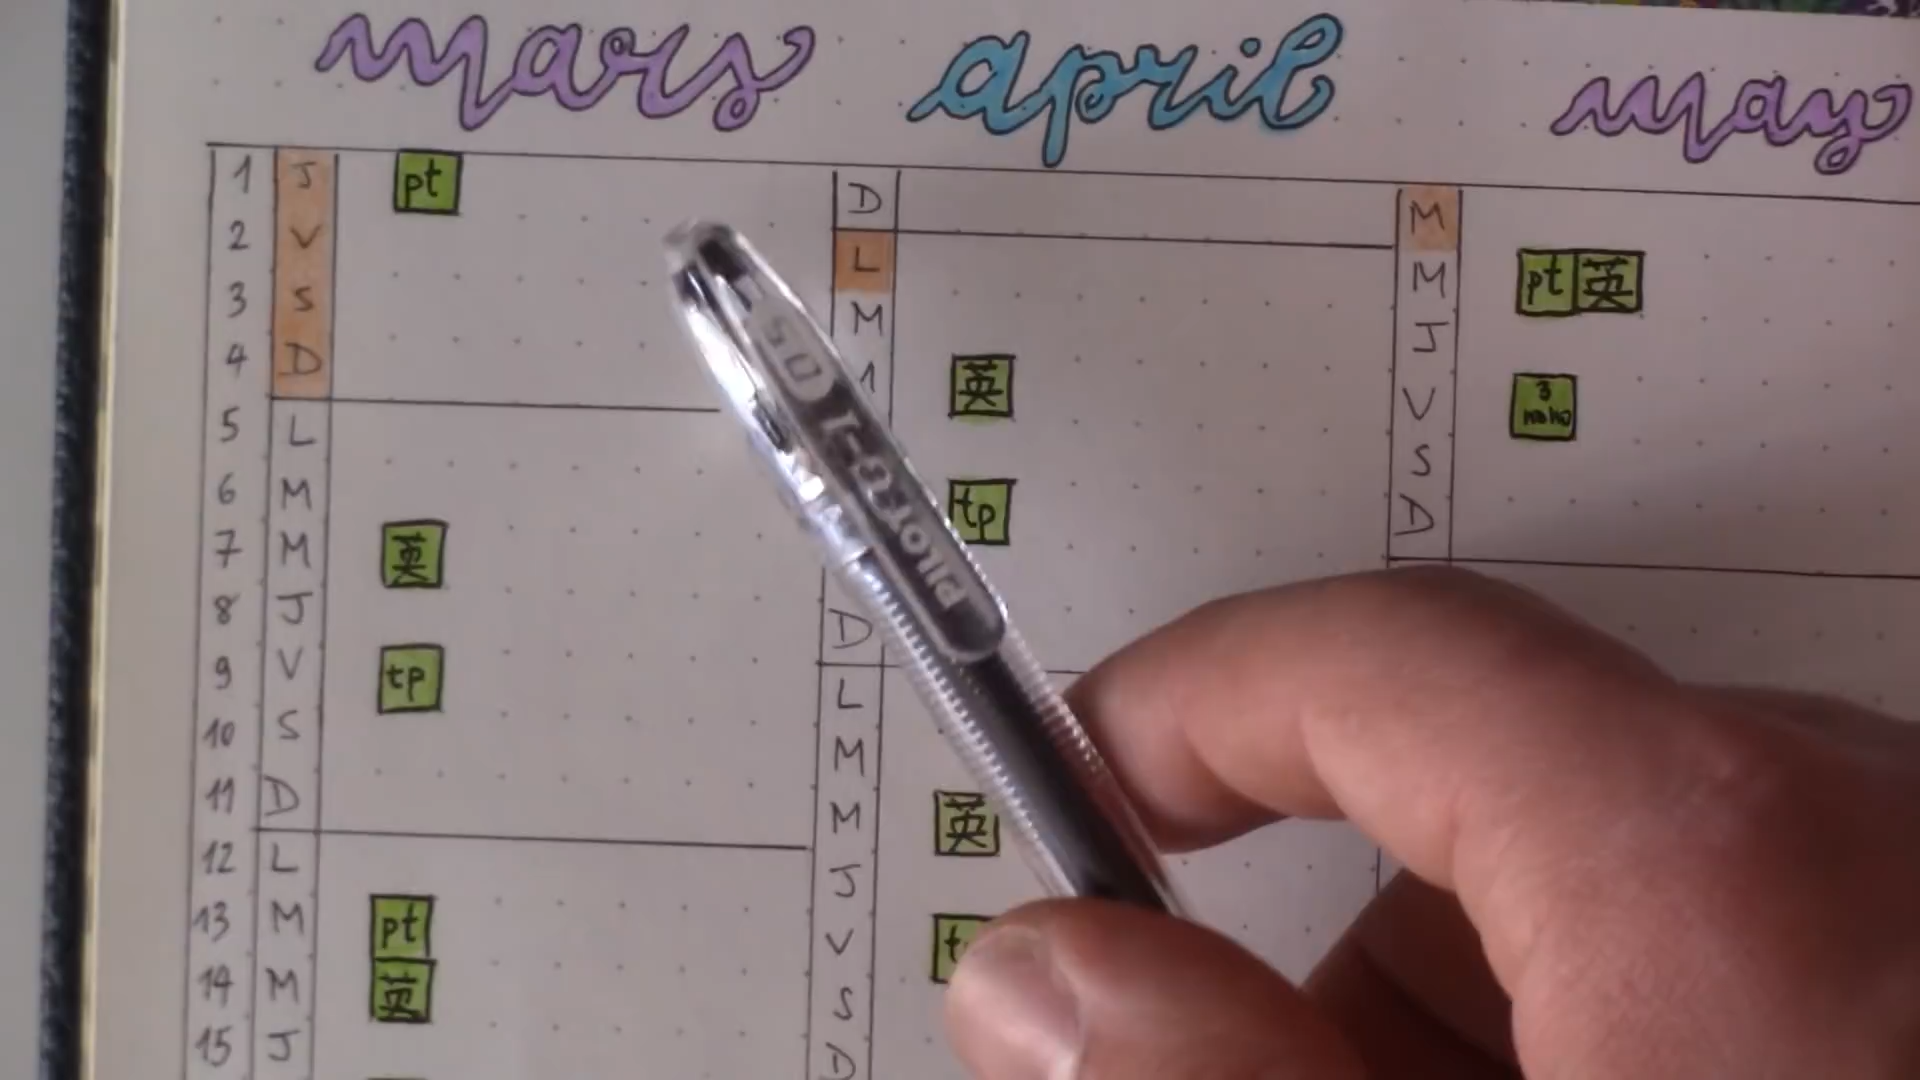 mars april may
1 J pt D M
2 V L M pt 英
3 S M J
4 D 英 V 3
5 L S
6 M tp D
7 M 英
8 J D
9 V tp L
10 S M
11 D M 英
12 L J
13 M pt V
14 M 英 S
15 J D
PILOT G-1 0.5